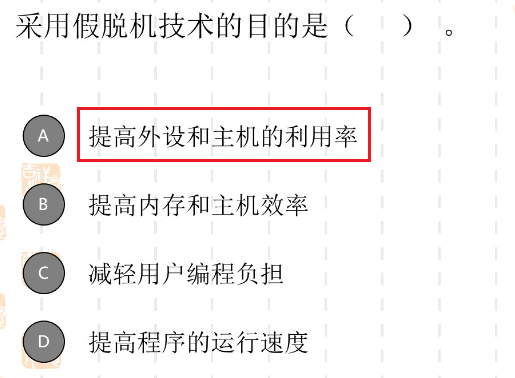 采用假脱机技术的目的是（ ）。
A 提高外设和主机的利用率
B 提高内存和主机效率
C 减轻用户编程负担
D 提高程序的运行速度